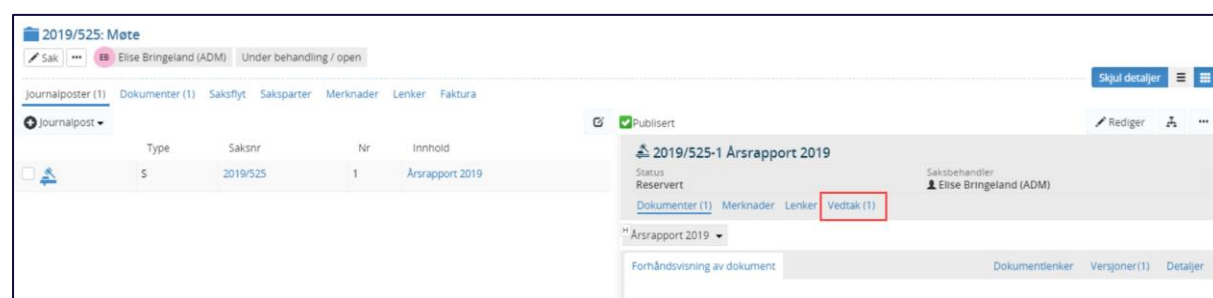 2019/525: Møte
Sak ••• EB Elise Bringeland (ADM) Under behandling / open
Skjul detaljer
Journalposter (1) Dokumenter (1) Saksflyt Saksparter Merknader Lenker Faktura
Journalpost
Type Saksnr Nr Innhold
S 2019/525 1 Årsrapport 2019
Publisert Rediger •••
2019/525-1 Årsrapport 2019
Status Saksbehandler
Reservert Elise Bringeland (ADM)
Dokumenter (1) Merknader Lenker Vedtak (1)
H Årsrapport 2019
Forhåndsvisning av dokument Dokumentlenker Versjoner(1) Detaljer